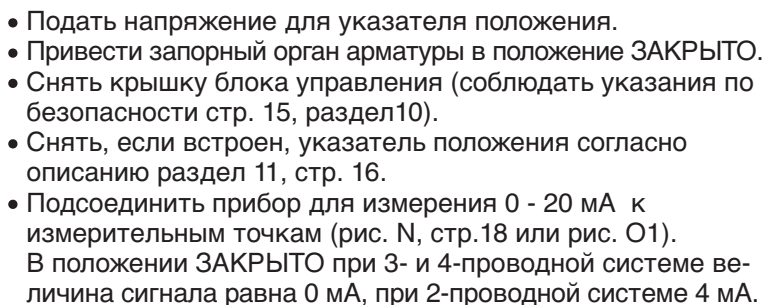 • Подать напряжение для указателя положения.
• Привести запорный орган арматуры в положение ЗАКРЫТО.
• Снять крышку блока управления (соблюдать указания по
безопасности стр. 15, раздел10).
• Снять, если встроен, указатель положения согласно
описанию раздел 11, стр. 16.
• Подсоединить прибор для измерения 0 - 20 мА к
измерительным точкам (рис. N, стр.18 или рис. О1).
В положении ЗАКРЫТО при 3- и 4-проводной системе ве-
личина сигнала равна 0 мА, при 2-проводной системе 4 мА.